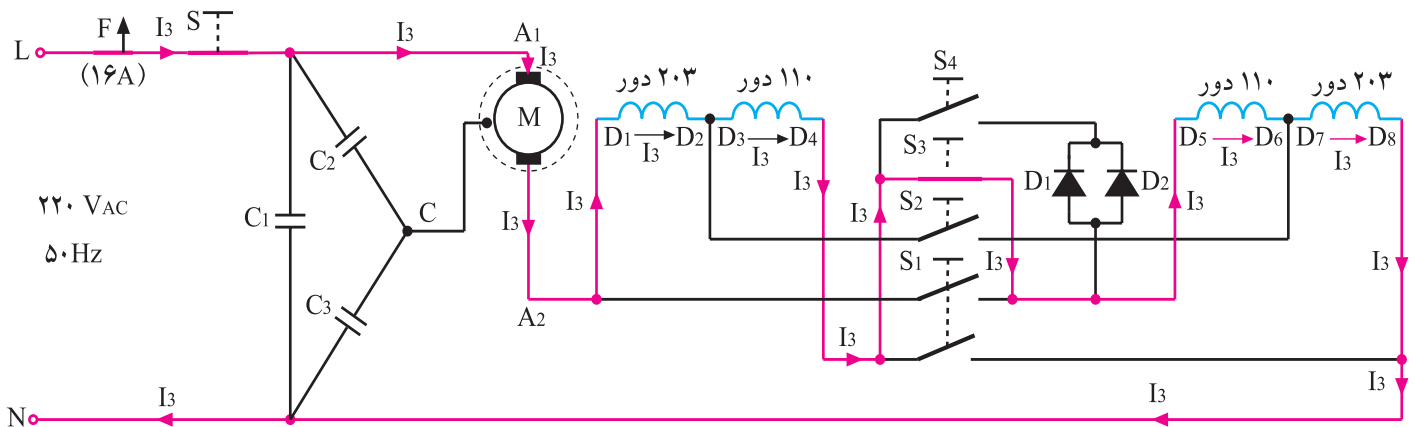 L
F
(۱۶A)
I3
S
I3
A1
I3
M
I3
A2
C1
C2
C3
C
۲۲۰ VAC
۵۰Hz
۲۰۳ دور
۱۱۰ دور
D1 D2
I3
D3 D4
I3
I3
I3
I3
I3
S4
S3
S2
S1
I3
D1
D2
۱۱۰ دور
۲۰۳ دور
D5 D6
I3
D7 D8
I3
I3
I3
I3
N
I3
I3